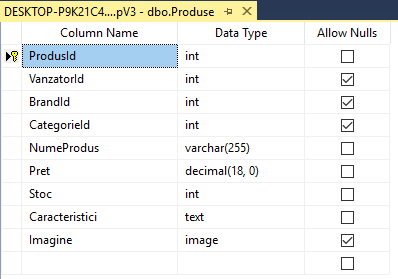 DESKTOP-P9K21C4....pV3 - dbo.Produse
Column Name Data Type Allow Nulls
ProdusId int
VanzatorId int
BrandId int
CategorieId int
NumeProdus varchar(255)
Pret decimal(18, 0)
Stoc int
Caracteristici text
Imagine image